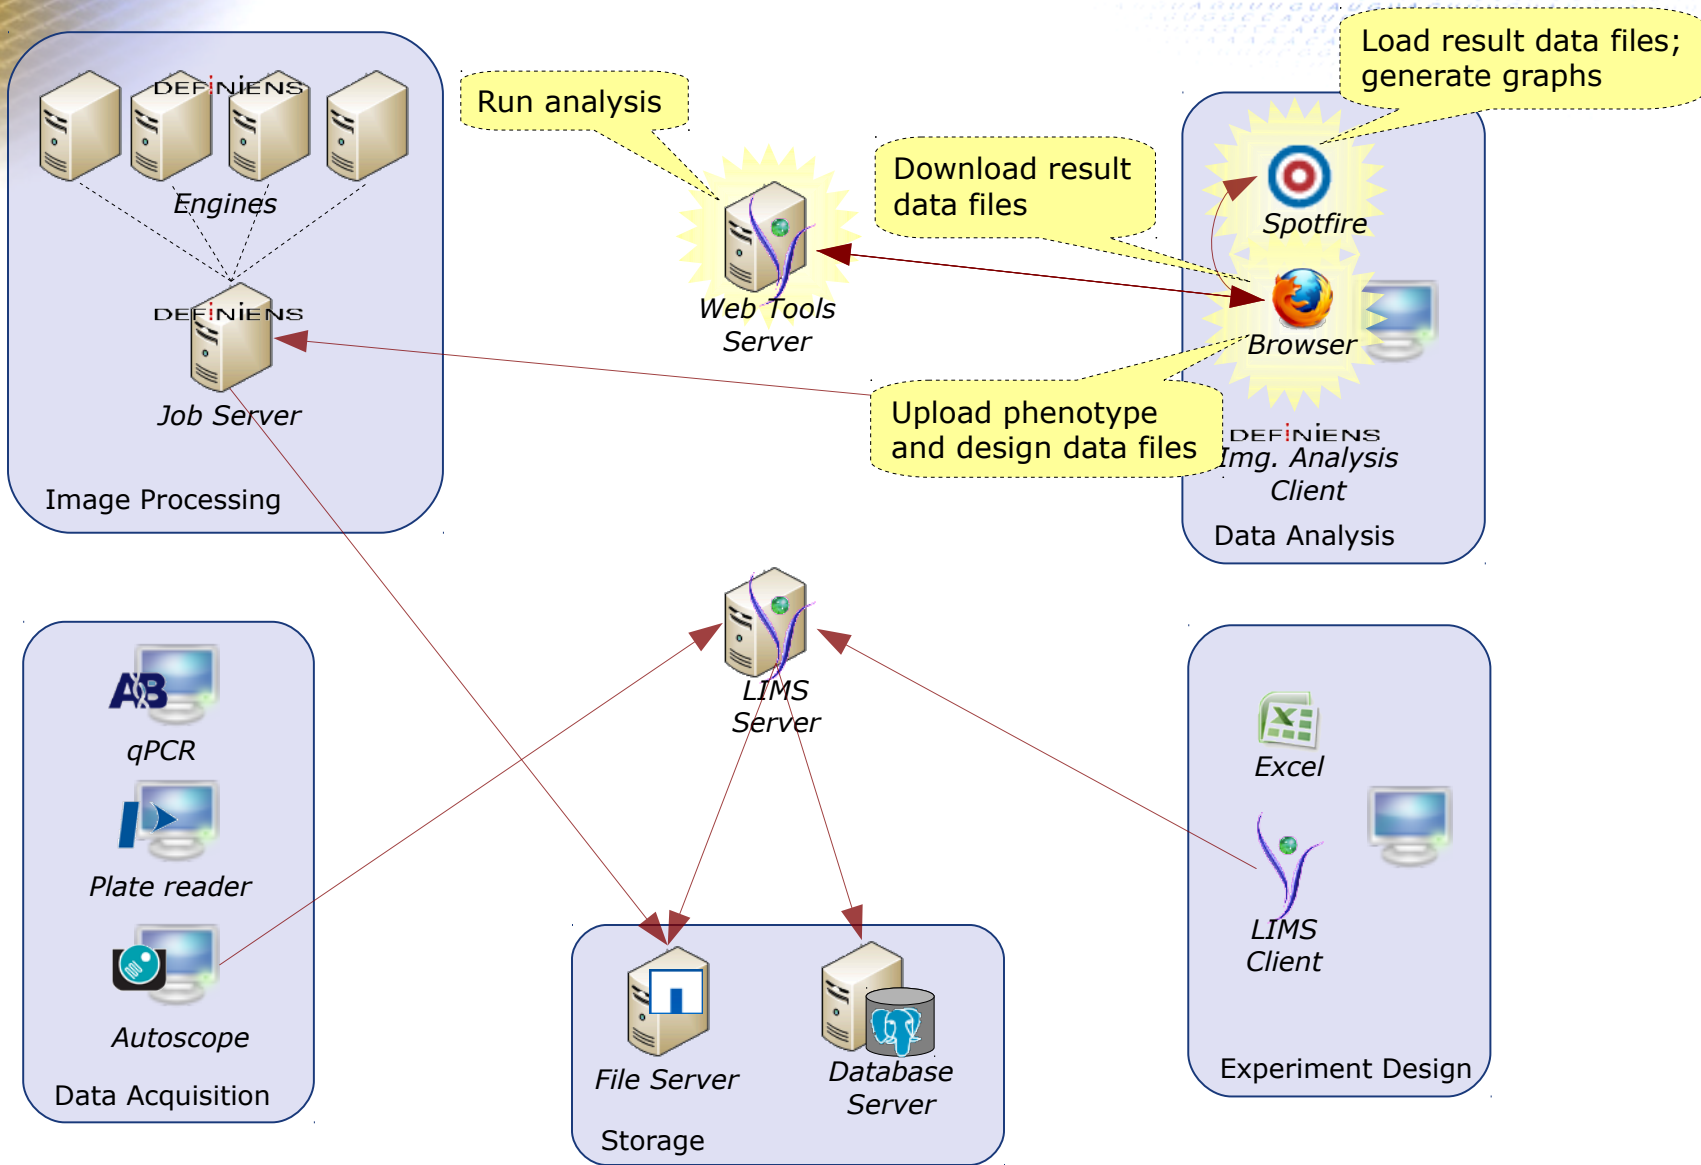 Load result data files;
generate graphs
DEFiNiENS
Run analysis
Download result
data files
Engines
Spotfire
DEFiNiENS
Web Tools
Server
Browser
Job Server
Upload phenotype
and design data files
DEFiNiENS
Img. Analysis
Client
Image Processing
Data Analysis
LIMS
Server
AB
qPCR
Excel
Plate reader
LIMS
Client
Autoscope
File Server
Database
Server
Experiment Design
Data Acquisition
Storage